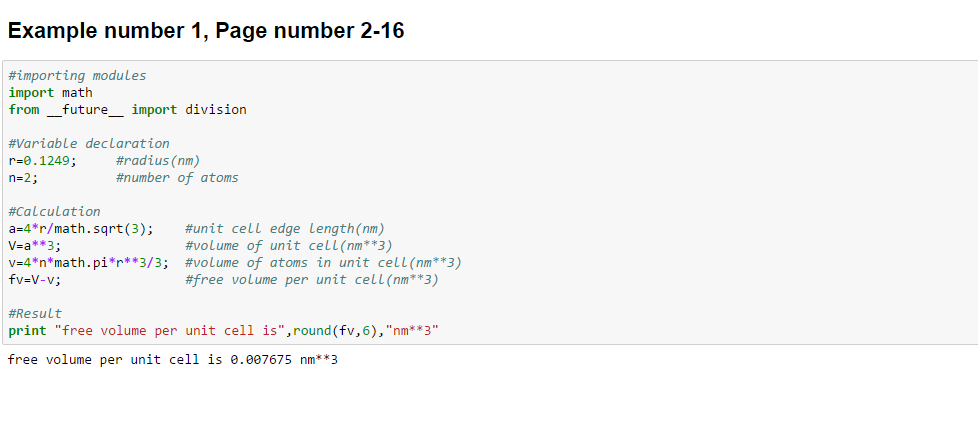 Example number 1, Page number 2-16
#importing modules
import math
from __future__ import division
#Variable declaration
r=0.1249;     #radius(nm)
n=2;          #number of atoms
#Calculation
a=4*r/math.sqrt(3);    #unit cell edge length(nm)
V=a**3;                #volume of unit cell(nm**3)
v=4*n*math.pi*r**3/3;  #volume of atoms in unit cell(nm**3)
fv=V-v;                #free volume per unit cell(nm**3)
#Result
print "free volume per unit cell is",round(fv,6),"nm**3"
free volume per unit cell is 0.007675 nm**3